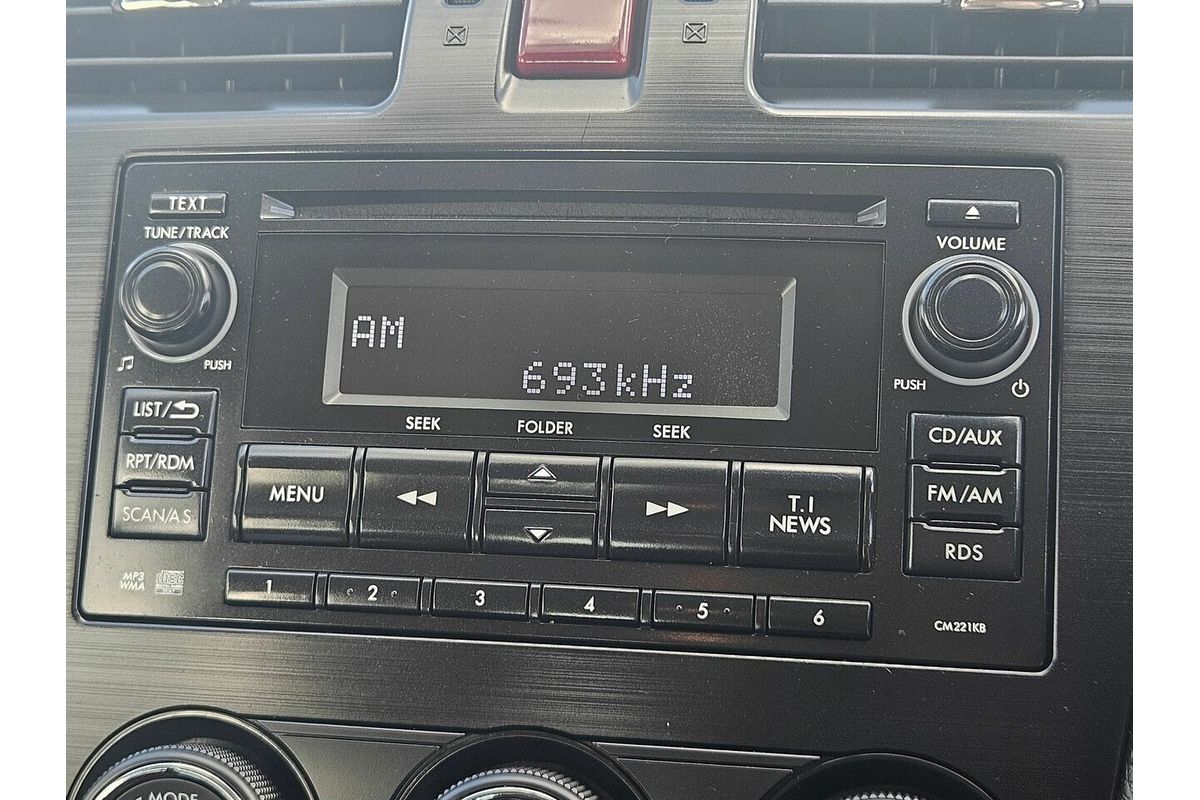 TEXT
TUNE/TRACK
PUSH
VOLUME
PUSH
AM
693kHz
SEEK
FOLDER
SEEK
LIST/
RPT/RDM
SCAN/A.S
MENU
T.I
NEWS
CD/AUX
FM/AM
RDS
MP3
WMA
disc
1
2
3
4
5
6
CM221KB
MODE